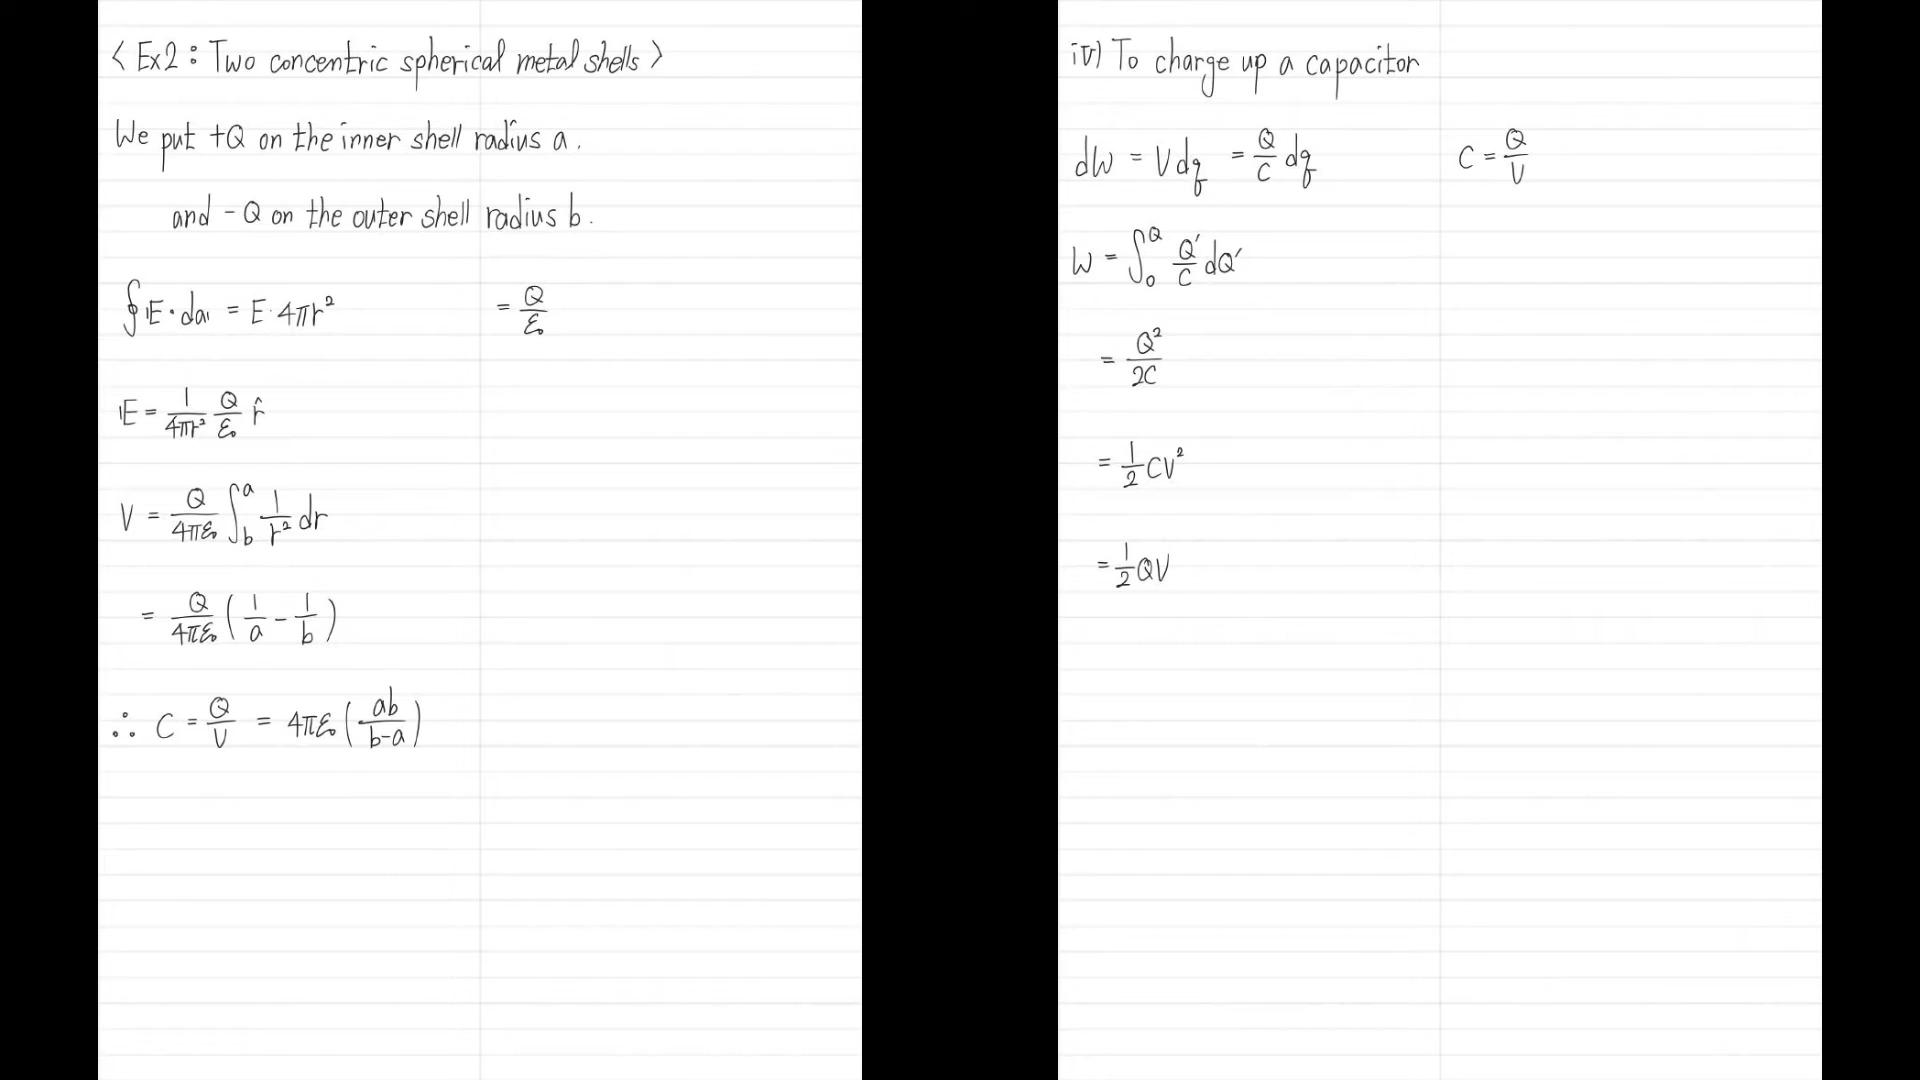 < Ex2 : Two concentric spherical metal shells >
We put +Q on the inner shell radius a.
and -Q on the outer shell radius b.
∮E·da = E·4πr² = Q/ε₀
E = 1/4πr² Q/ε₀ r̂
V = Q/4πε₀ ∫_b^a 1/r² dr
= Q/4πε₀ (1/a - 1/b)
∴ C = Q/V = 4πε₀ (ab/b-a)
iv) To charge up a capacitor
dW = Vdq = Q/C dq C = Q/V
W = ∫_0^Q Q'/C dQ'
= Q²/2C
= 1/2 CV²
= 1/2 QV